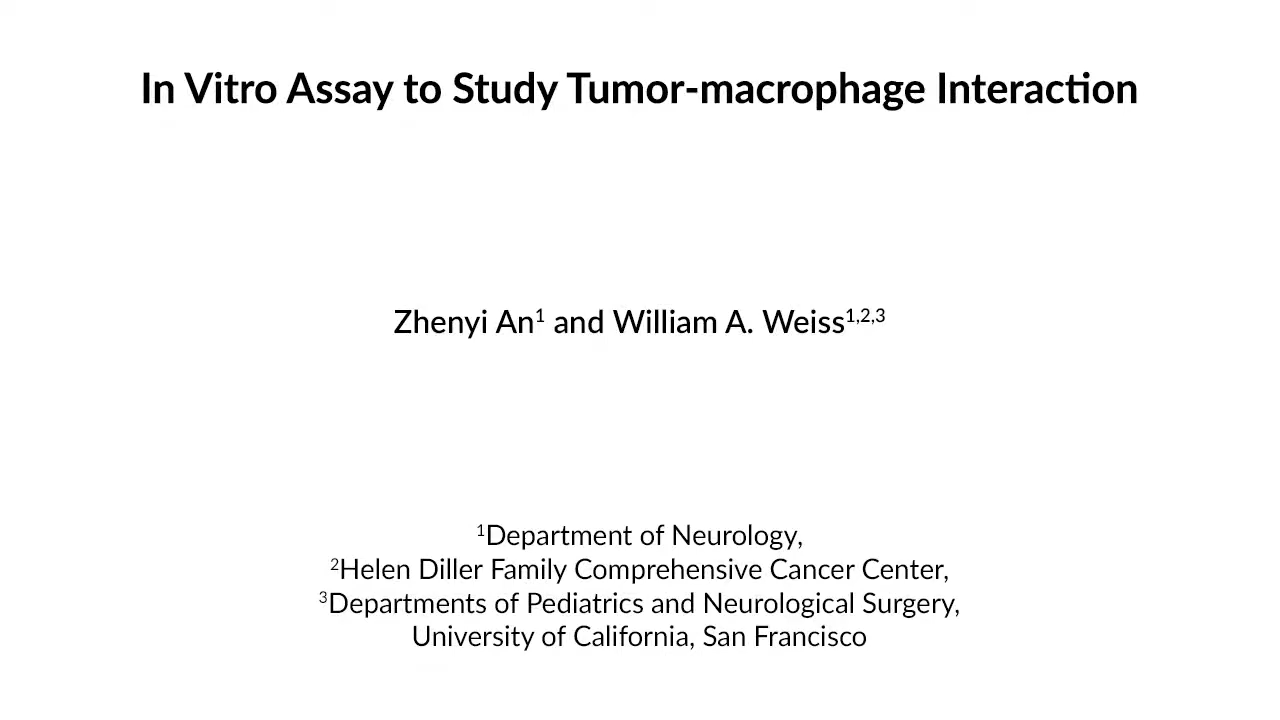 In Vitro Assay to Study Tumor-macrophage Interaction
Zhenyi An¹ and William A. Weiss¹,²,³
¹Department of Neurology,
²Helen Diller Family Comprehensive Cancer Center,
³Departments of Pediatrics and Neurological Surgery,
University of California, San Francisco